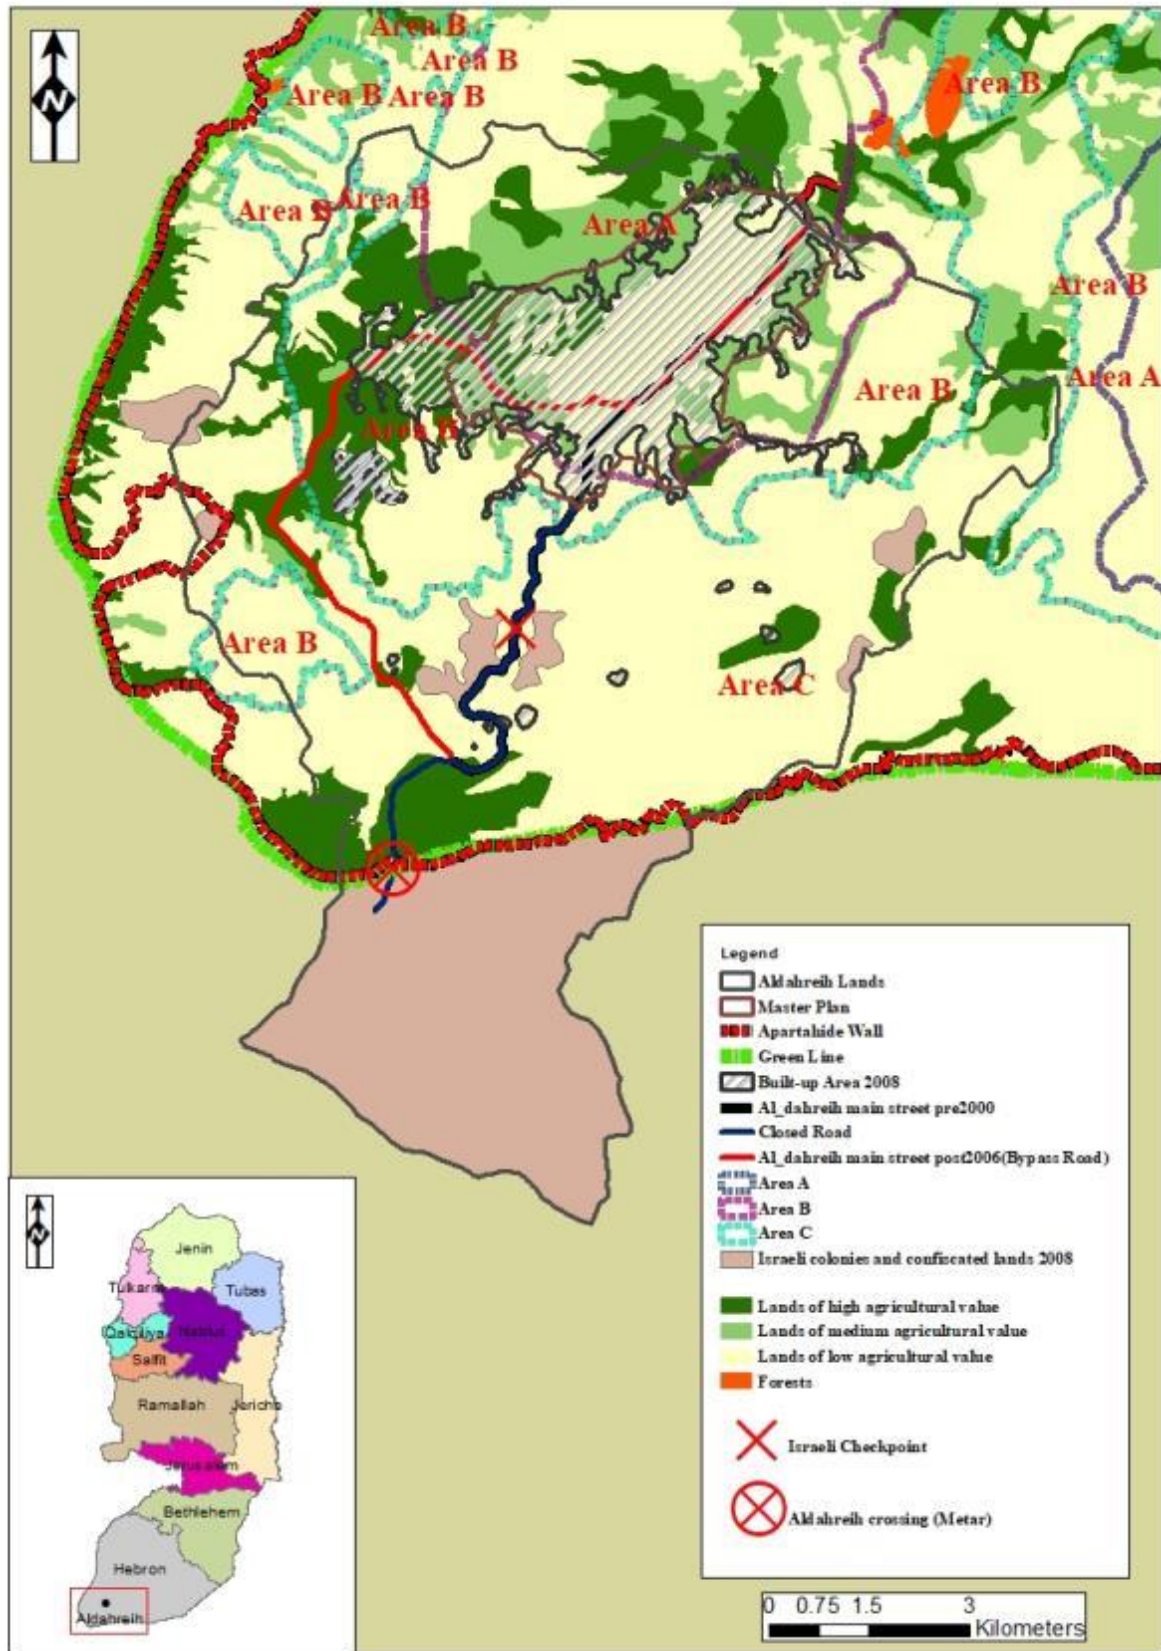 Area B
Area B
Area B
Area B
Area B
Area B
Area B
Area A
Area B
Area B
Area A
Area B
Area B
Area C
N
Legend
Aldahreih Lands
Master Plan
Apartahide Wall
Green Line
Built-up Area 2008
Al_dahreih main street pre2000
Closed Road
Al_dahreih main street post2006(Bypass Road)
Area A
Area B
Area C
Israeli colonies and confiscated lands 2008
Lands of high agricultural value
Lands of medium agricultural value
Lands of low agricultural value
Forests
Israeli Checkpoint
Aldahreih crossing (Metar)
N
Jenin
Tulkarm
Tubas
Qalqiliya
Nablus
Salfit
Ramallah
Jericho
Jerusalem
Bethlehem
Hebron
Aldahreih
0 0.75 1.5 3
Kilometers